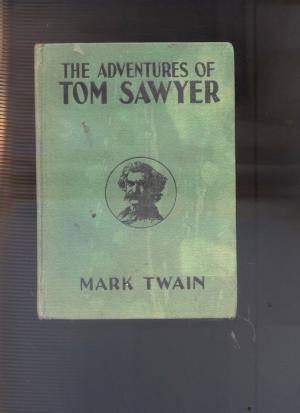 THE ADVENTURES OF
TOM SAWYER
MARK TWAIN